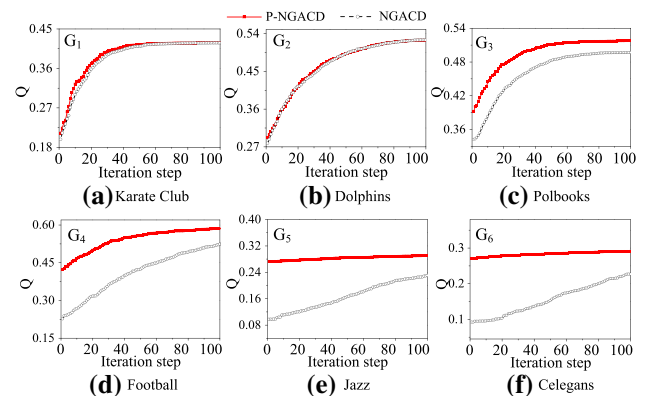 P-NGACD NGACD
0.45 0.36 0.27 0.18
G1
Q
0 20 40 60 80 100
Iteration step
(a) Karate Club
0.54 0.45 0.36 0.27
G2
0 20 40 60 80 100
Iteration step
(b) Dolphins
0.54 0.48 0.42 0.36
G3
Q
0 20 40 60 80 100
Iteration step
(c) Polbooks
0.60 0.45 0.30 0.15
G4
Q
0 20 40 60 80 100
Iteration step
(d) Football
0.40 0.32 0.24 0.16 0.08
G5
Q
0 20 40 60 80 100
Iteration step
(e) Jazz
0.3 0.2 0.1
G6
Q
0 20 40 60 80 100
Iteration step
(f) Celegans